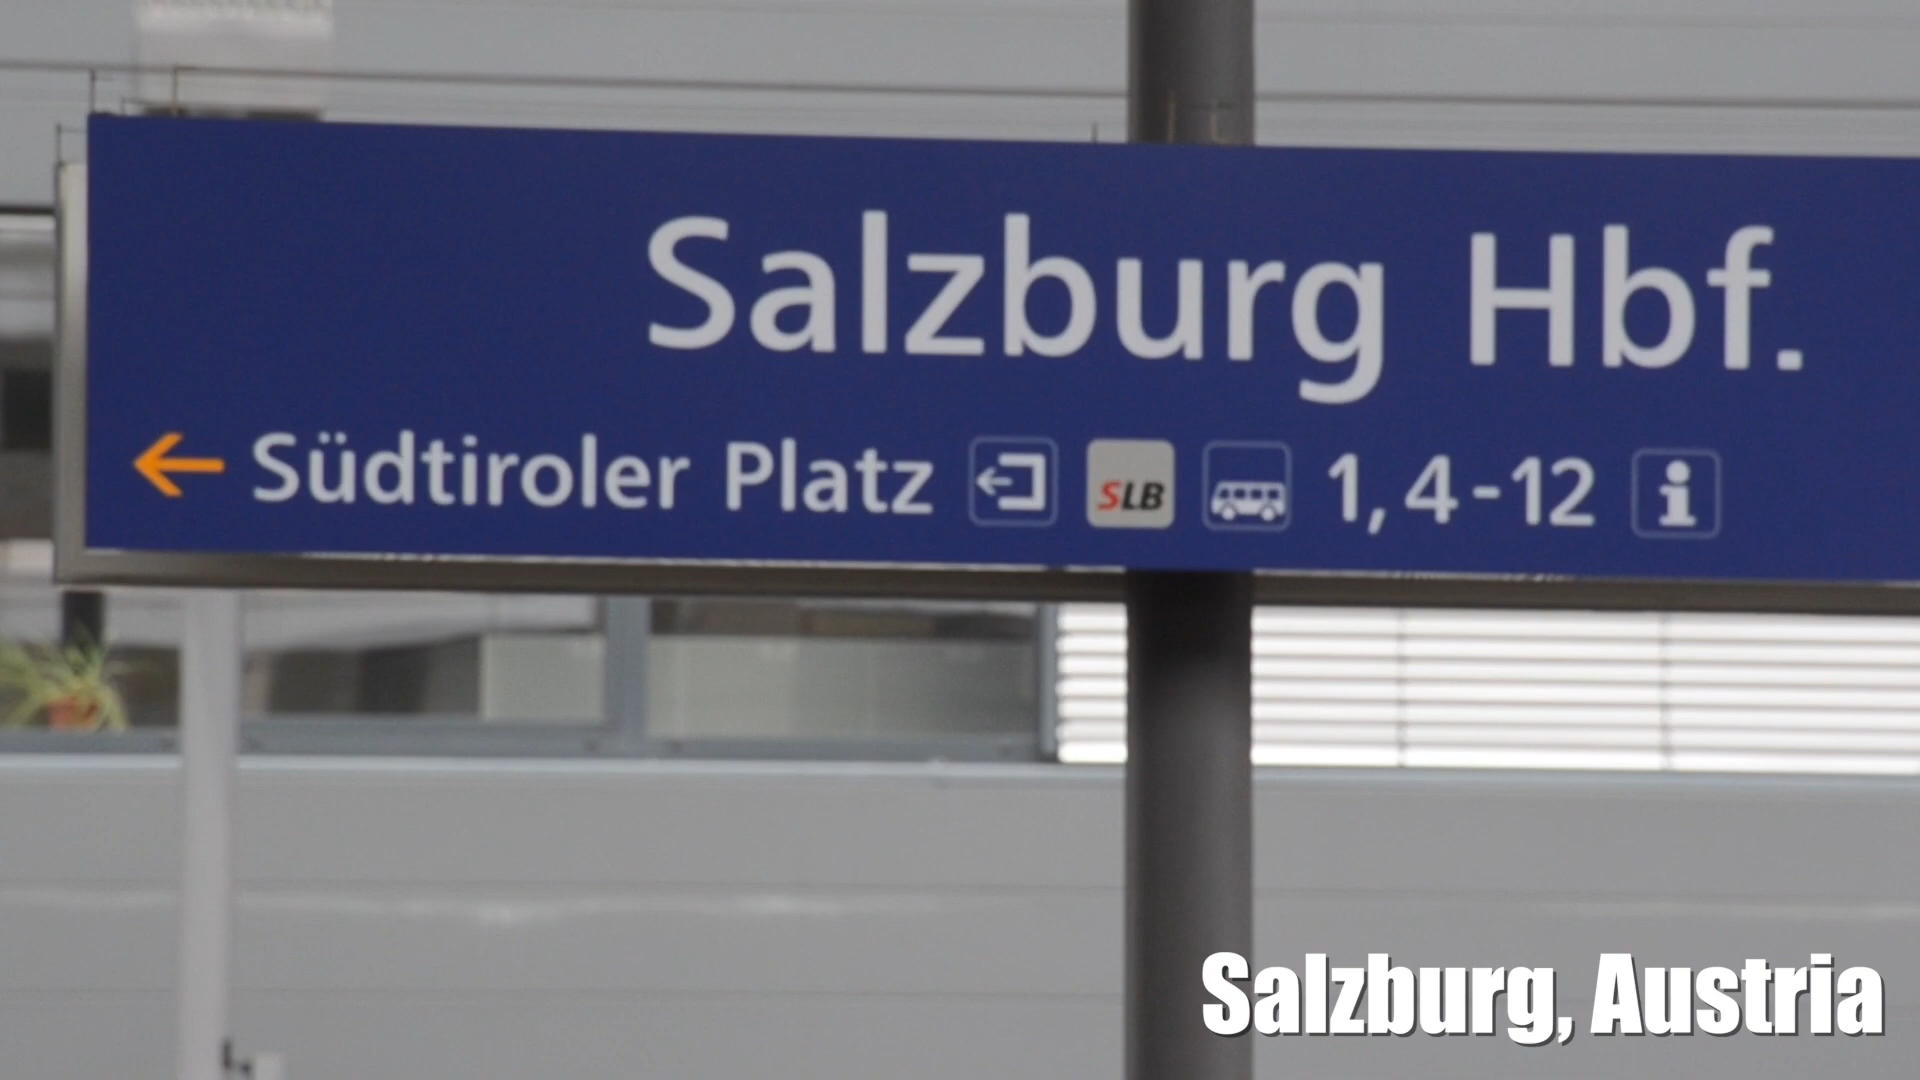 Salzburg Hbf.
Südtiroler Platz SLB 1, 4-12 i
Salzburg, Austria